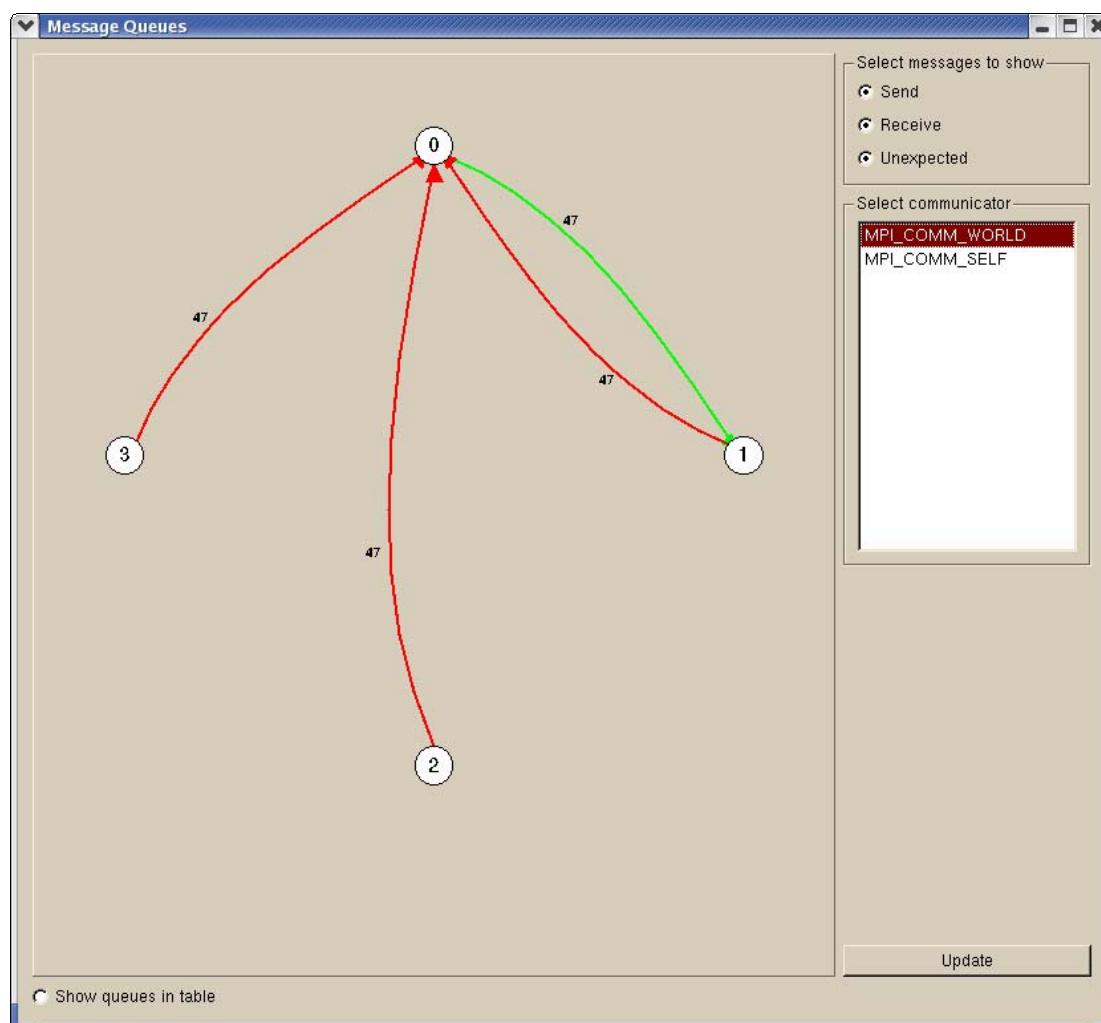 Message Queues
Select messages to show
Send
Receive
Unexpected
Select communicator
MPI_COMM_WORLD
MPI_COMM_SELF
0
47
47
47
3
1
47
2
Update
Show queues in table